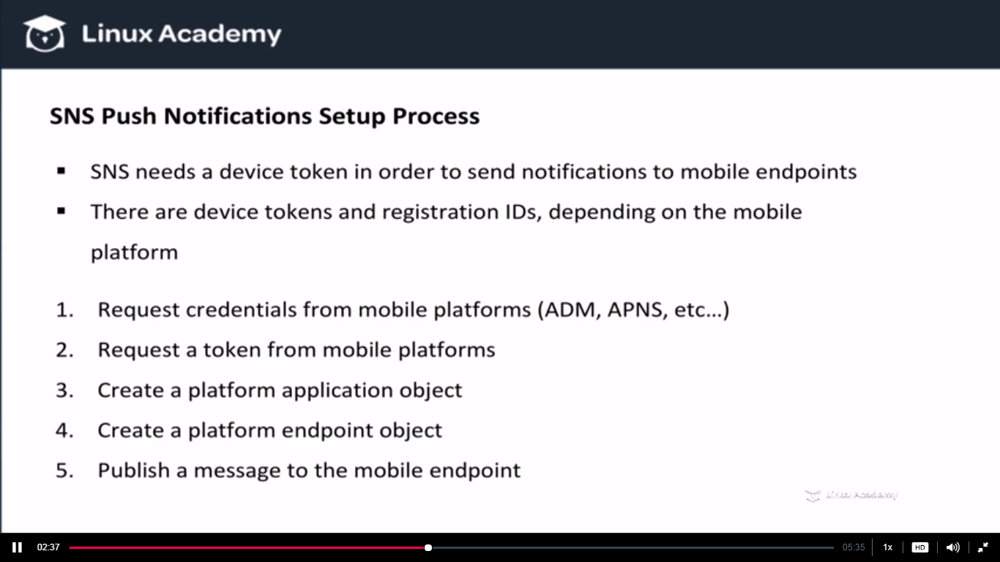 Linux Academy
SNS Push Notifications Setup Process
▪ SNS needs a device token in order to send notifications to mobile endpoints
▪ There are device tokens and registration IDs, depending on the mobile
platform
1. Request credentials from mobile platforms (ADM, APNS, etc...)
2. Request a token from mobile platforms
3. Create a platform application object
4. Create a platform endpoint object
5. Publish a message to the mobile endpoint
Linux Academy
02:37 05:35 1x HD